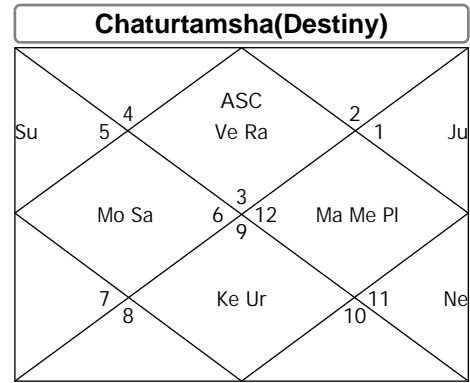 Chaturtamsha(Destiny)
ASC
4 2
Su 5 Ve Ra 1 Ju
3
Mo Sa 6 12 Ma Me Pl
9
7 Ke Ur 11 Ne
8 10